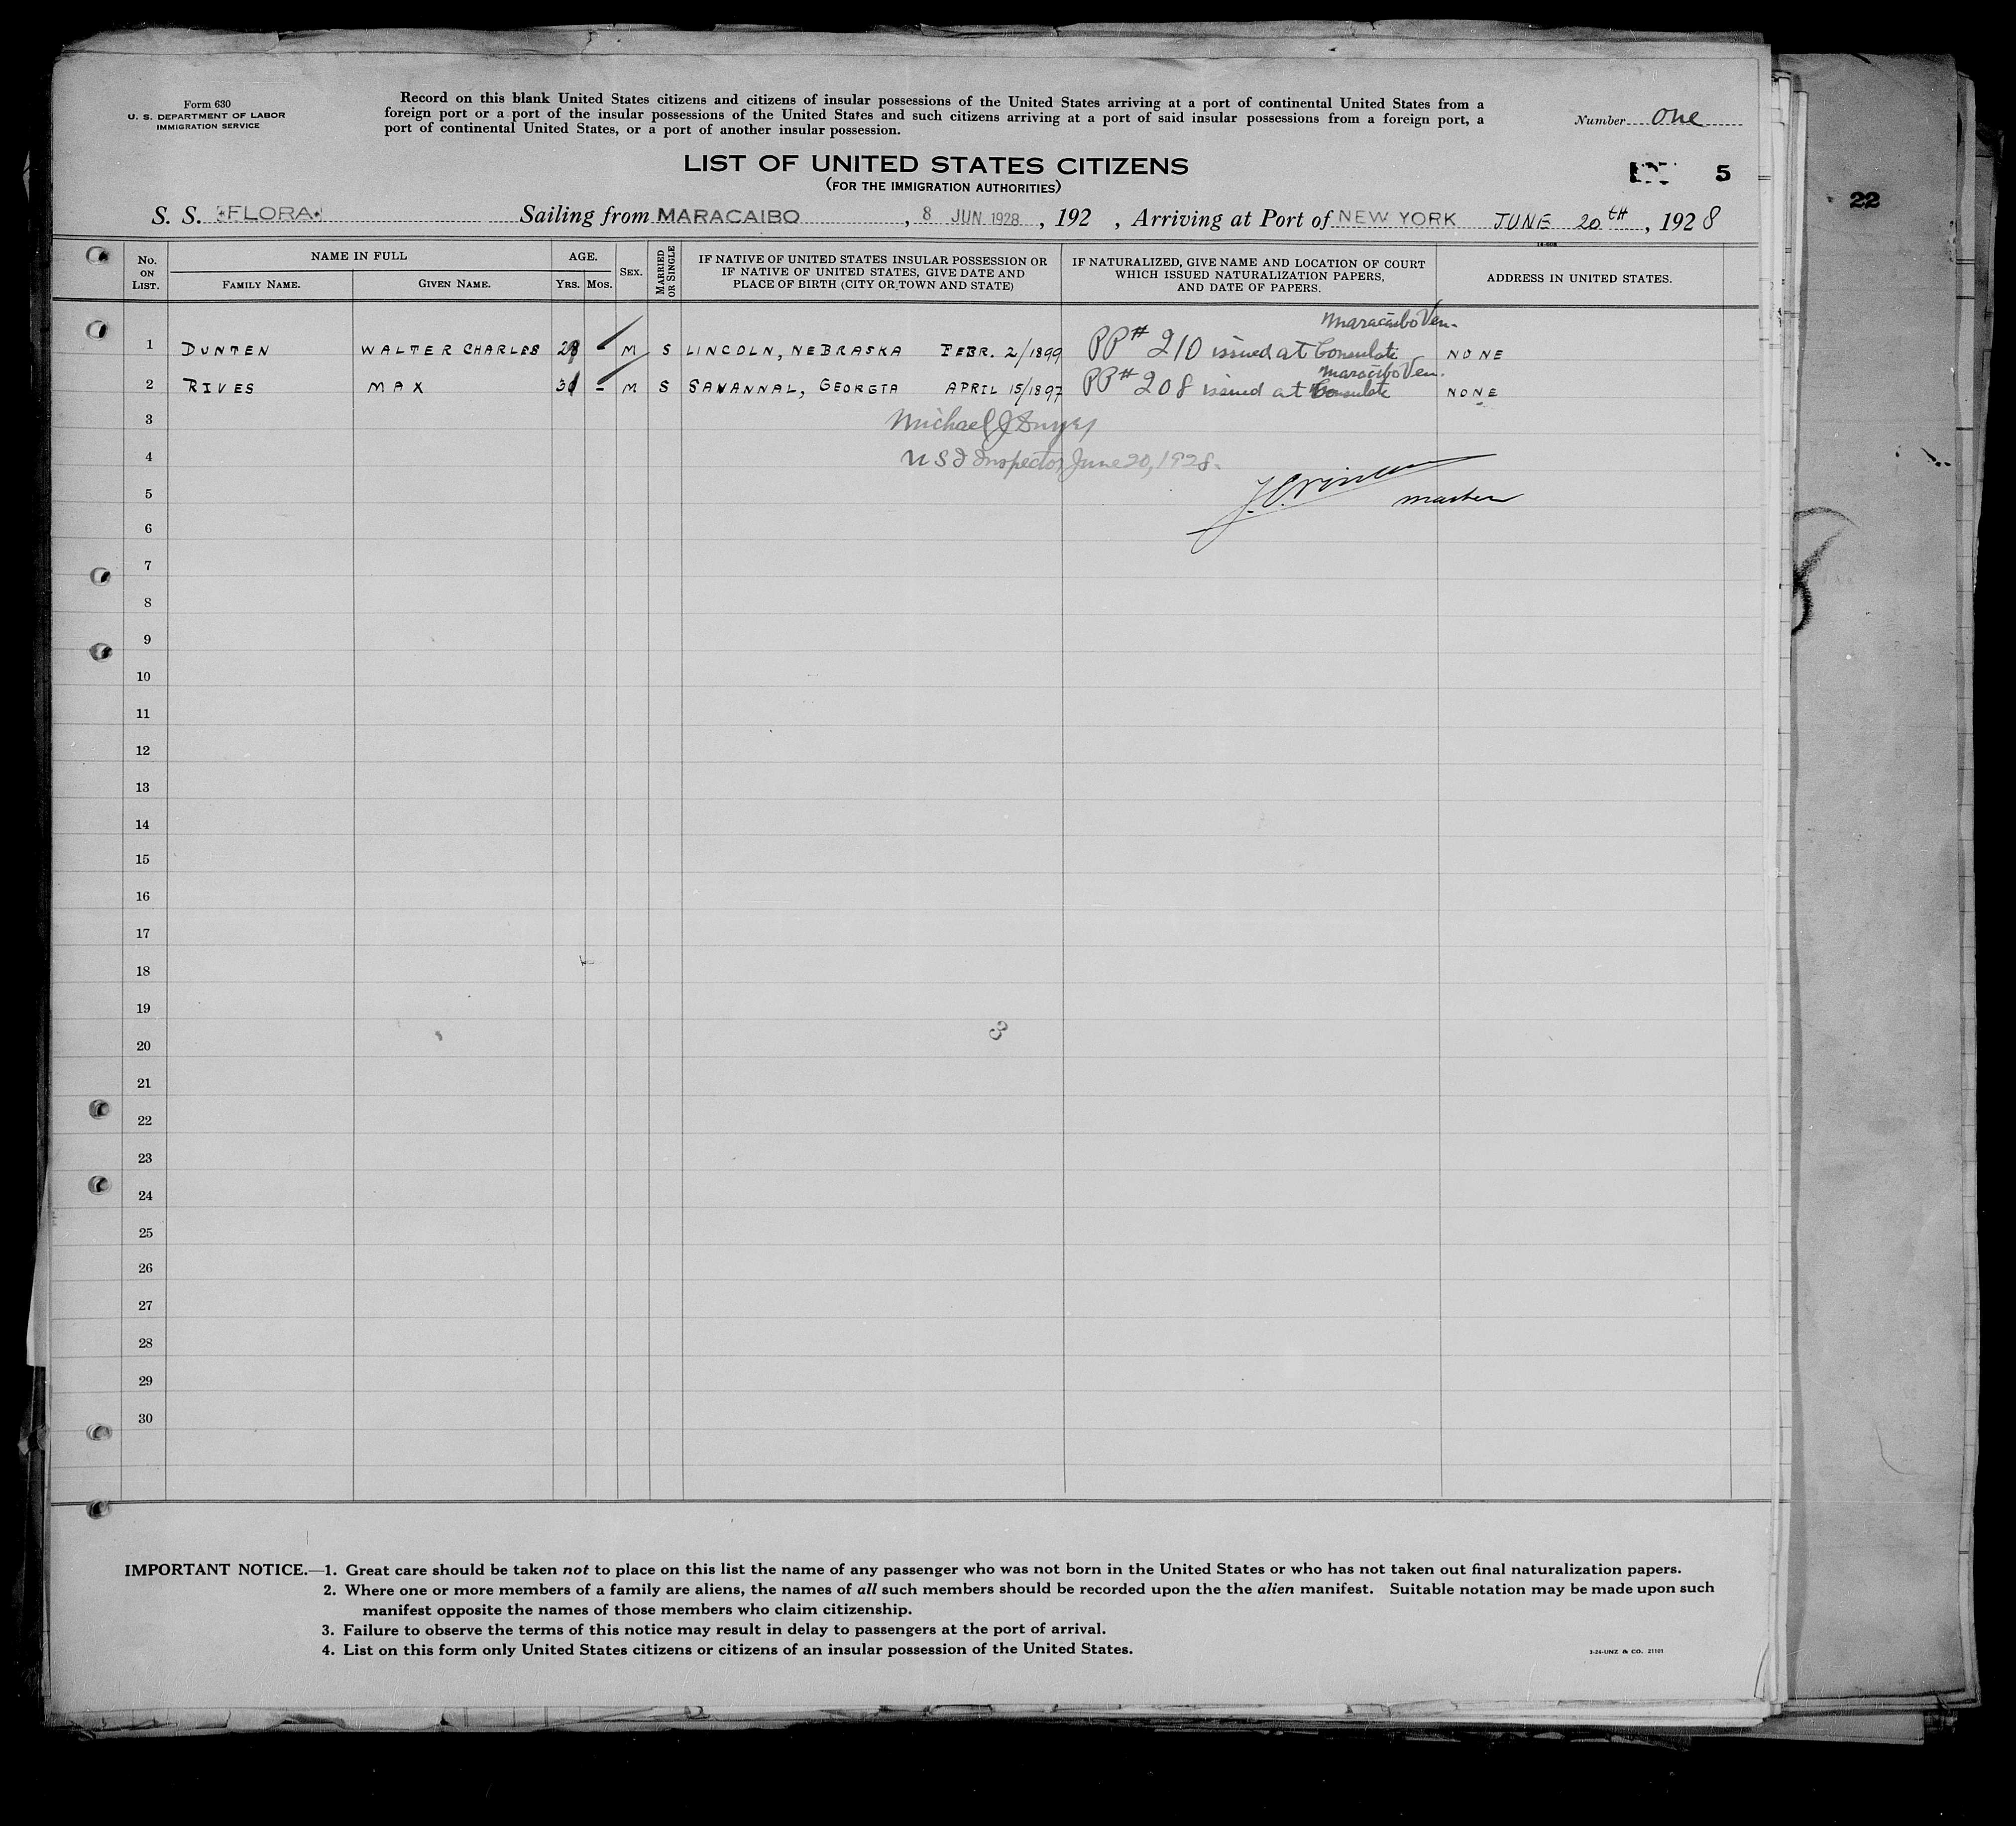 Form 630
U. S. DEPARTMENT OF LABOR
IMMIGRATION SERVICE
Record on this blank United States citizens and citizens of insular possessions of the United States arriving at a port of continental United States from a
foreign port or a port of the insular possessions of the United States and such citizens arriving at a port of said insular possessions from a foreign port, a
port of continental United States, or a port of another insular possession.
Number one
LIST OF UNITED STATES CITIZENS
(FOR THE IMMIGRATION AUTHORITIES)
5
22
S. S. FLORA Sailing from MARACAIBO , 8 JUN 1928 , 192 , Arriving at Port of NEW YORK JUNE 20 tH , 1928
No. ON LIST.
NAME IN FULL
FAMILY NAME.
GIVEN NAME.
AGE.
YRS. MOS.
SEX.
MARRIED OR SINGLE
IF NATIVE OF UNITED STATES INSULAR POSSESSION OR
IF NATIVE OF UNITED STATES, GIVE DATE AND
PLACE OF BIRTH (CITY OR TOWN AND STATE)
IF NATURALIZED, GIVE NAME AND LOCATION OF COURT
WHICH ISSUED NATURALIZATION PAPERS,
AND DATE OF PAPERS.
ADDRESS IN UNITED STATES.
Maracaibo Ven.
1 DUNTEN WALTER CHARLES - M S LINCOLN, NEBRASKA FEBR. 2/1899 PP# 210 issued at Consulate NONE
Maracaibo Ven.
2 RIVES MAX - M S SAVANNAL, GEORGIA APRIL 15/1897 PP# 208 issued at Consulate NONE
3 Michael J
4 U S I Inspector June 20, 1928.
5 master
6
7
8
9
10
11
12
13
14
15
16
17
18
19
20
21
22
23
24
25
26
27
28
29
30
IMPORTANT NOTICE.—1. Great care should be taken not to place on this list the name of any passenger who was not born in the United States or who has not taken out final naturalization papers.
2. Where one or more members of a family are aliens, the names of all such members should be recorded upon the the alien manifest. Suitable notation may be made upon such
manifest opposite the names of those members who claim citizenship.
3. Failure to observe the terms of this notice may result in delay to passengers at the port of arrival.
4. List on this form only United States citizens or citizens of an insular possession of the United States.
3-24-UNZ & CO. 21101